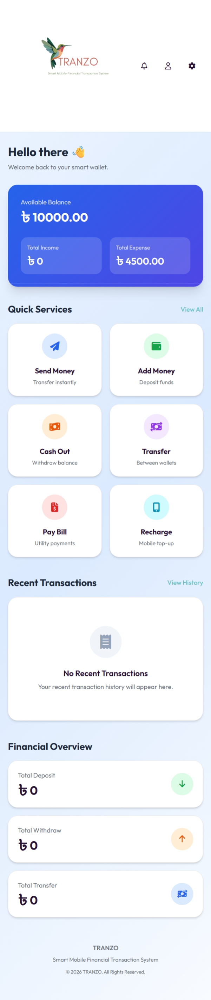 TRANZO
Smart Mobile Financial Transaction System
Hello there 👋
Welcome back to your smart wallet.
Available Balance
৳ 10000.00
Total Income
৳ 0
Total Expense
৳ 4500.00
Quick Services
View All
Send Money
Transfer instantly
Add Money
Deposit funds
Cash Out
Withdraw balance
Transfer
Between wallets
Pay Bill
Utility payments
Recharge
Mobile top-up
Recent Transactions
View History
No Recent Transactions
Your recent transaction history will appear here.
Financial Overview
Total Deposit
৳ 0
Total Withdraw
৳ 0
Total Transfer
৳ 0
TRANZO
Smart Mobile Financial Transaction System
© 2026 TRANZO. All Rights Reserved.